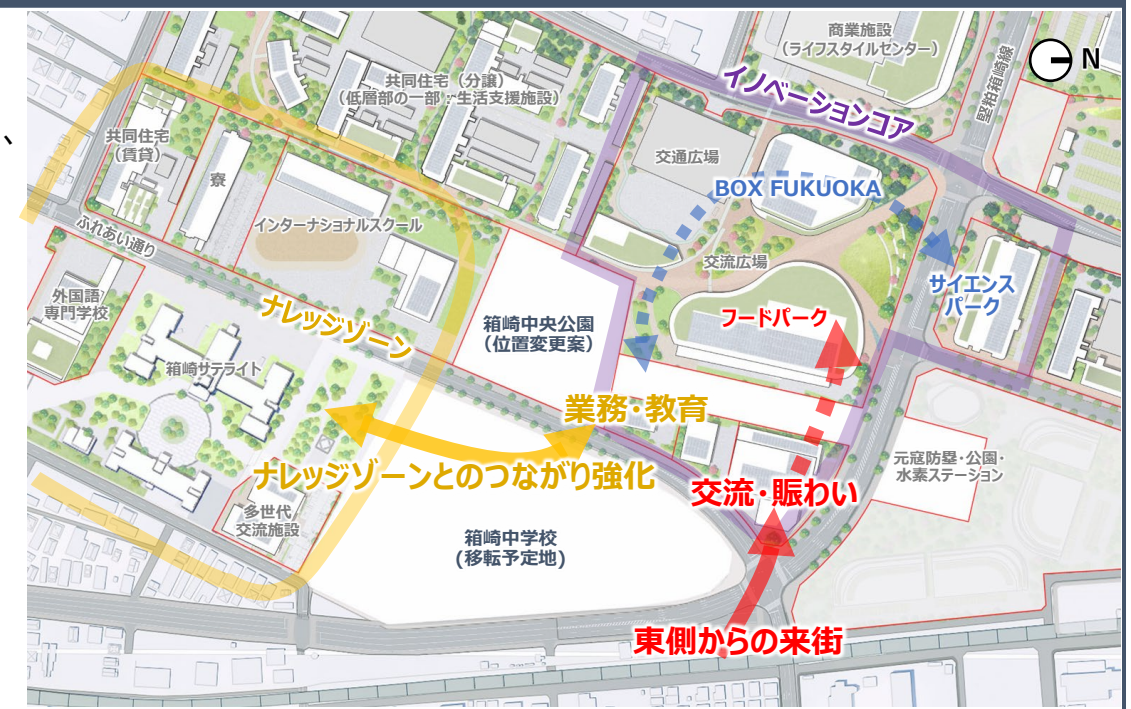 、
商業施設
（ライフスタイルセンター）
N
堅粕箱崎線
イノベーションコア
共同住宅（分譲）
（低層部の一部：生活支援施設）
共同住宅
（賃貸）
寮
交通広場
BOX FUKUOKA
インターナショナルスクール
ふれあい通り
交流広場
サイエンス
パーク
外国語
専門学校
ナレッジゾーン
箱崎中央公園
（位置変更案）
フードパーク
箱崎サテライト
業務・教育
元寇防塁・公園・
水素ステーション
ナレッジゾーンとのつながり強化
交流・賑わい
多世代
交流施設
箱崎中学校
(移転予定地)
東側からの来街